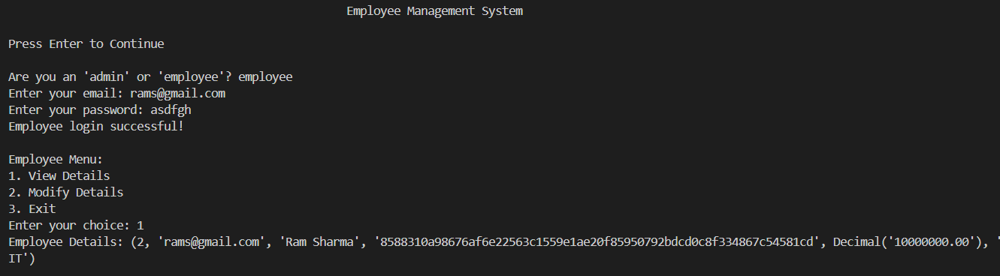 Employee Management System
Press Enter to Continue
Are you an 'admin' or 'employee'? employee
Enter your email: rams@gmail.com
Enter your password: asdfgh
Employee login successful!
Employee Menu:
1. View Details
2. Modify Details
3. Exit
Enter your choice: 1
Employee Details: (2, 'rams@gmail.com', 'Ram Sharma', '8588310a98676af6e22563c1559e1ae20f85950792bdcd0c8f334867c54581cd', Decimal('10000000.00'), '
IT')